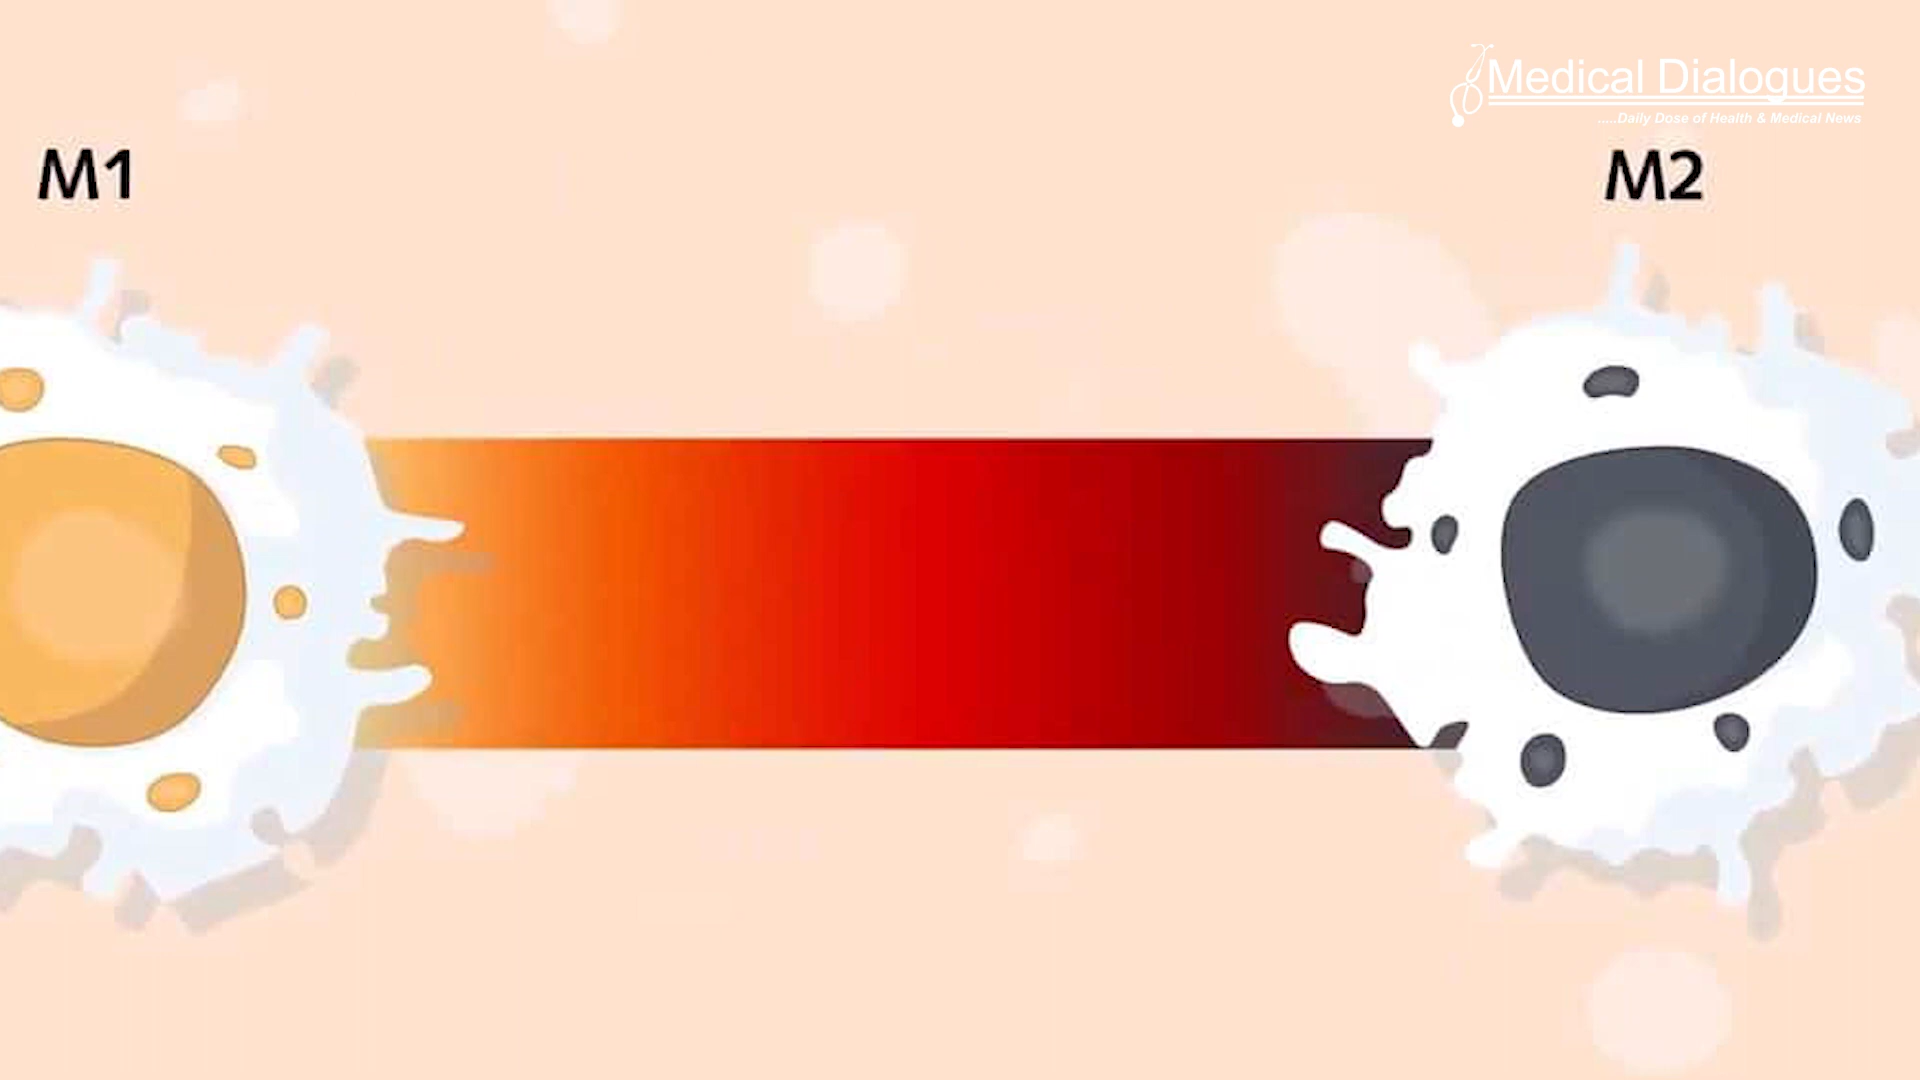 Medical Dialogues
.....Daily Dose of Health & Medical News
M1
M2